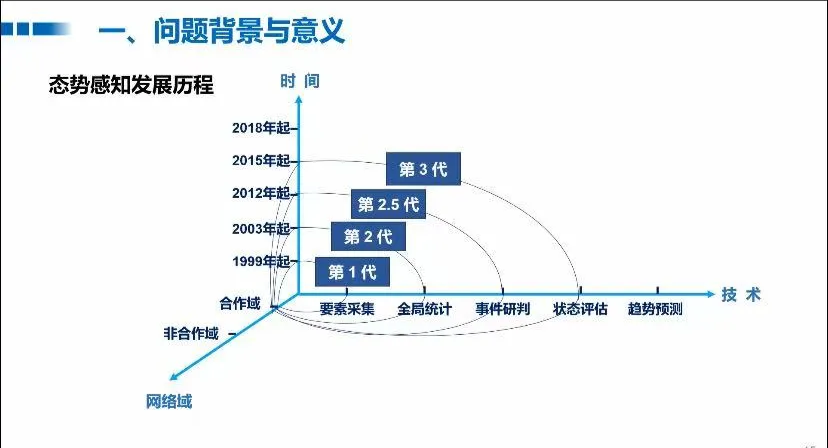 一、问题背景与意义
态势感知发展历程
时 间
2018年起
2015年起
第 3 代
2012年起
第 2.5 代
2003年起
第 2 代
1999年起
第 1 代
技 术
合作域
要素采集
全局统计
事件研判
状态评估
趋势预测
非合作域
网络域